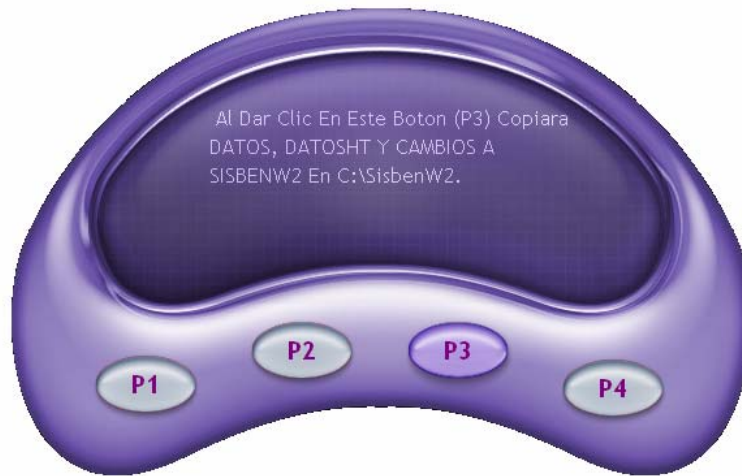 Al Dar Clic En Este Boton (P3) Copiara
DATOS, DATOSHT Y CAMBIOS A
SISBENW2 En C:\SisbenW2.
P1
P2
P3
P4